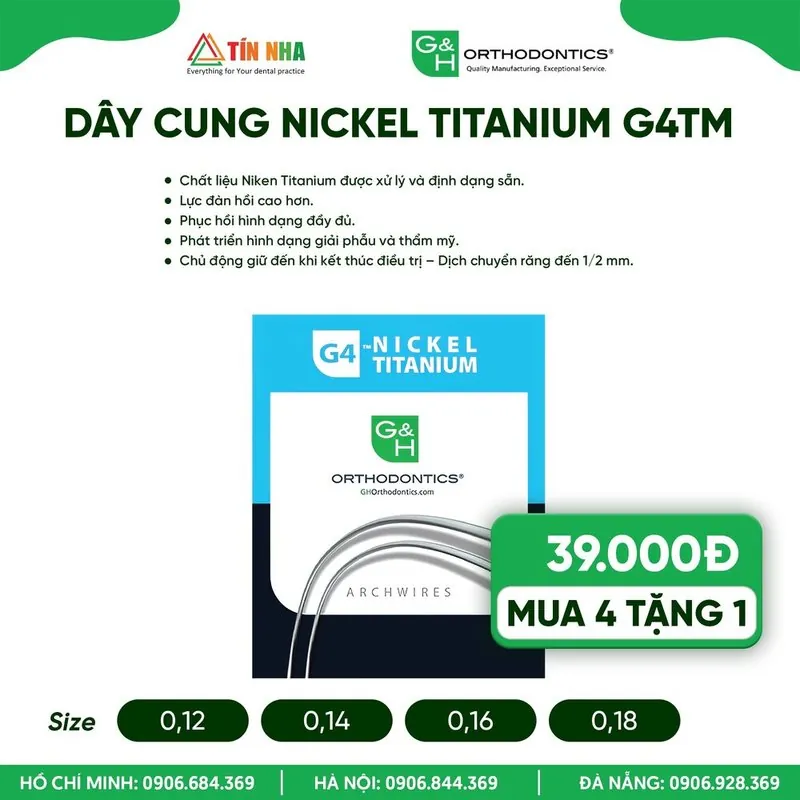 TÍN NHA
Everything for Your dental practice
G&H
ORTHODONTICS®
Quality Manufacturing. Exceptional Service.
DÂY CUNG NICKEL TITANIUM G4TM
• Chất liệu Niken Titanium được xử lý và định dạng sẵn.
• Lực đàn hồi cao hơn.
• Phục hồi hình dạng đầy đủ.
• Phát triển hình dạng giải phẫu và thẩm mỹ.
• Chủ động giữ đến khi kết thúc điều trị – Dịch chuyển răng đến 1/2 mm.
G4™ NICKEL
TITANIUM
G&H
ORTHODONTICS®
GHOrthodontics.com
ARCHWIRES
39.000Đ
MUA 4 TẶNG 1
Size 0,12 0,14 0,16 0,18
HỒ CHÍ MINH: 0906.684.369 | HÀ NỘI: 0906.844.369 | ĐÀ NẴNG: 0906.928.369